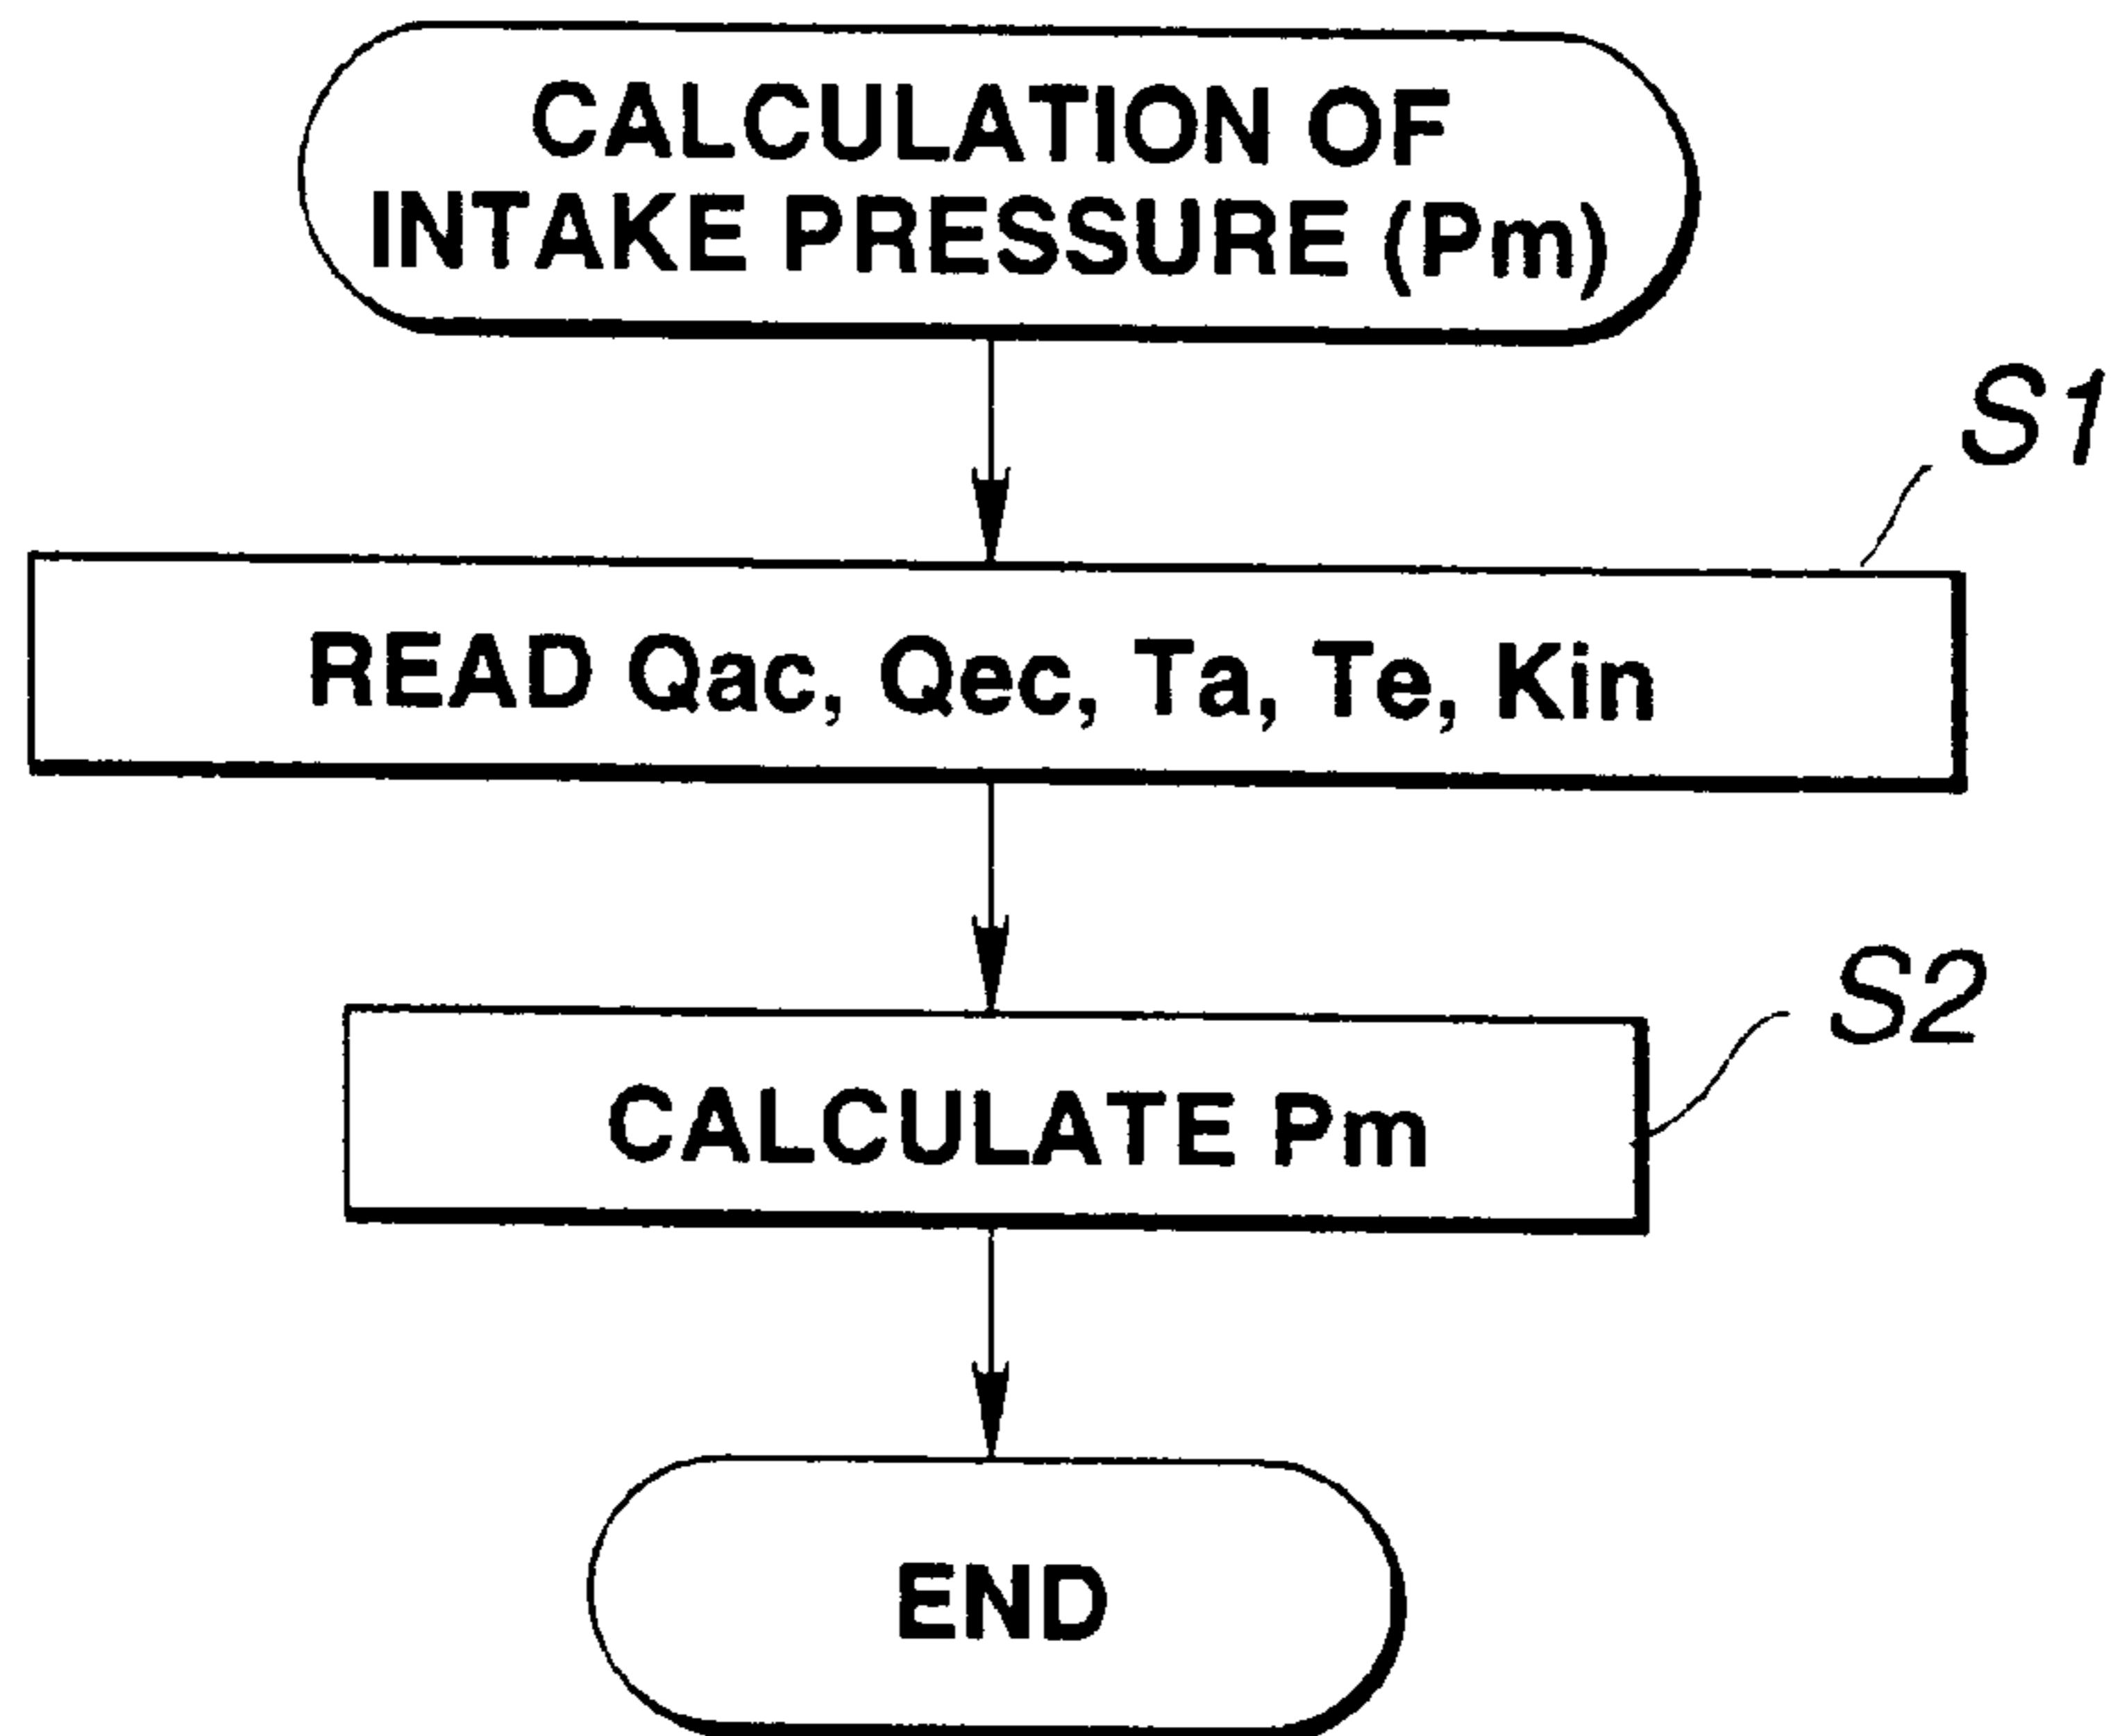 CALCULATION OF
INTAKE PRESSURE (Pm)
S1
READ Qac, Qec, Ta, Te, Kin
S2
CALCULATE Pm
END